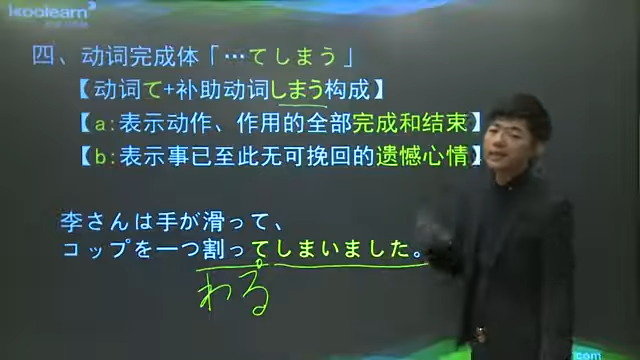 koolearn
四、动词完成体「…てしまう」
【动词て+补助动词しまう构成】
【a:表示动作、作用的全部完成和结束】
【b:表示事已至此无可挽回的遗憾心情】
李さんは手が滑って、
コップを一つ割ってしまいました。
わる
.com